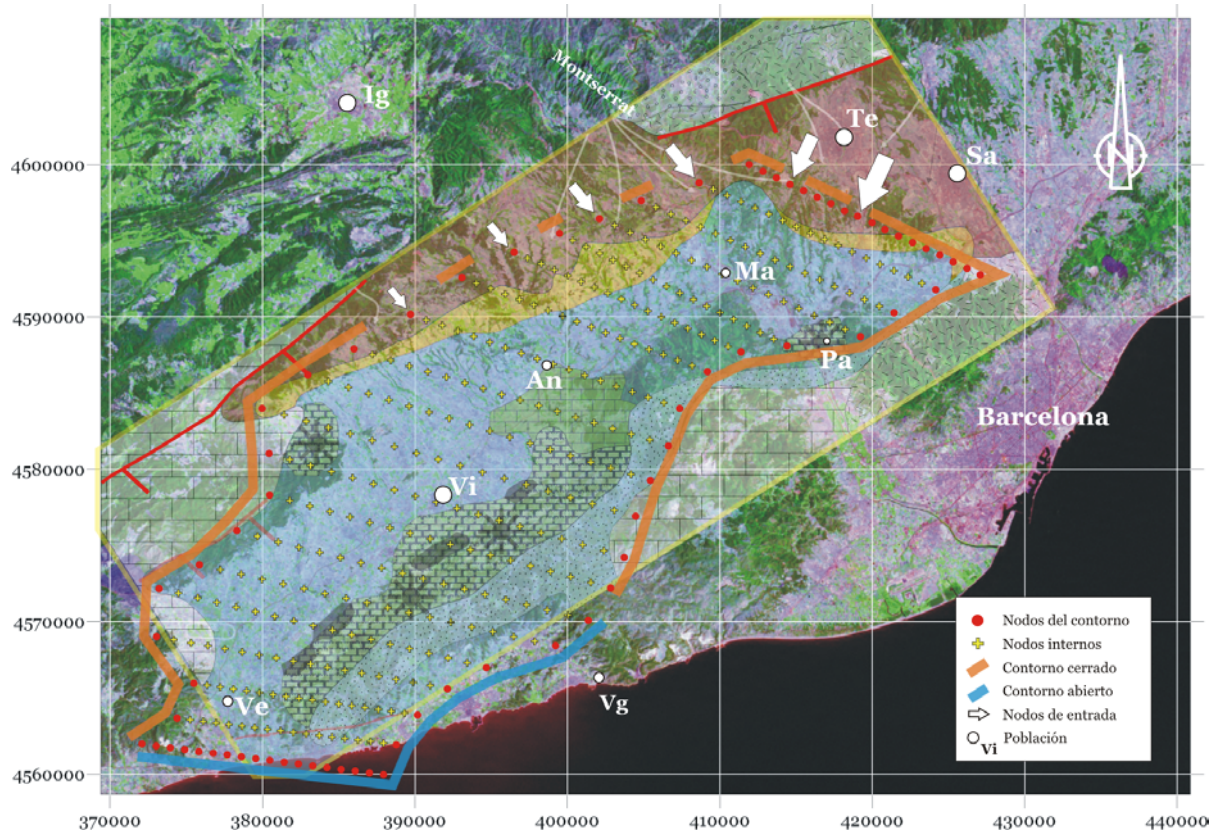 Montserrat
Ig
Te
Sa
N
4600000
Ma
4590000
Pa
An
Barcelona
4580000
Vi
4570000
Nodos del contorno
Nodos internos
Contorno cerrado
Contorno abierto
Nodos de entrada
Vi Población
Ve
Vg
4560000
370000 380000 390000 400000 410000 420000 430000 440000